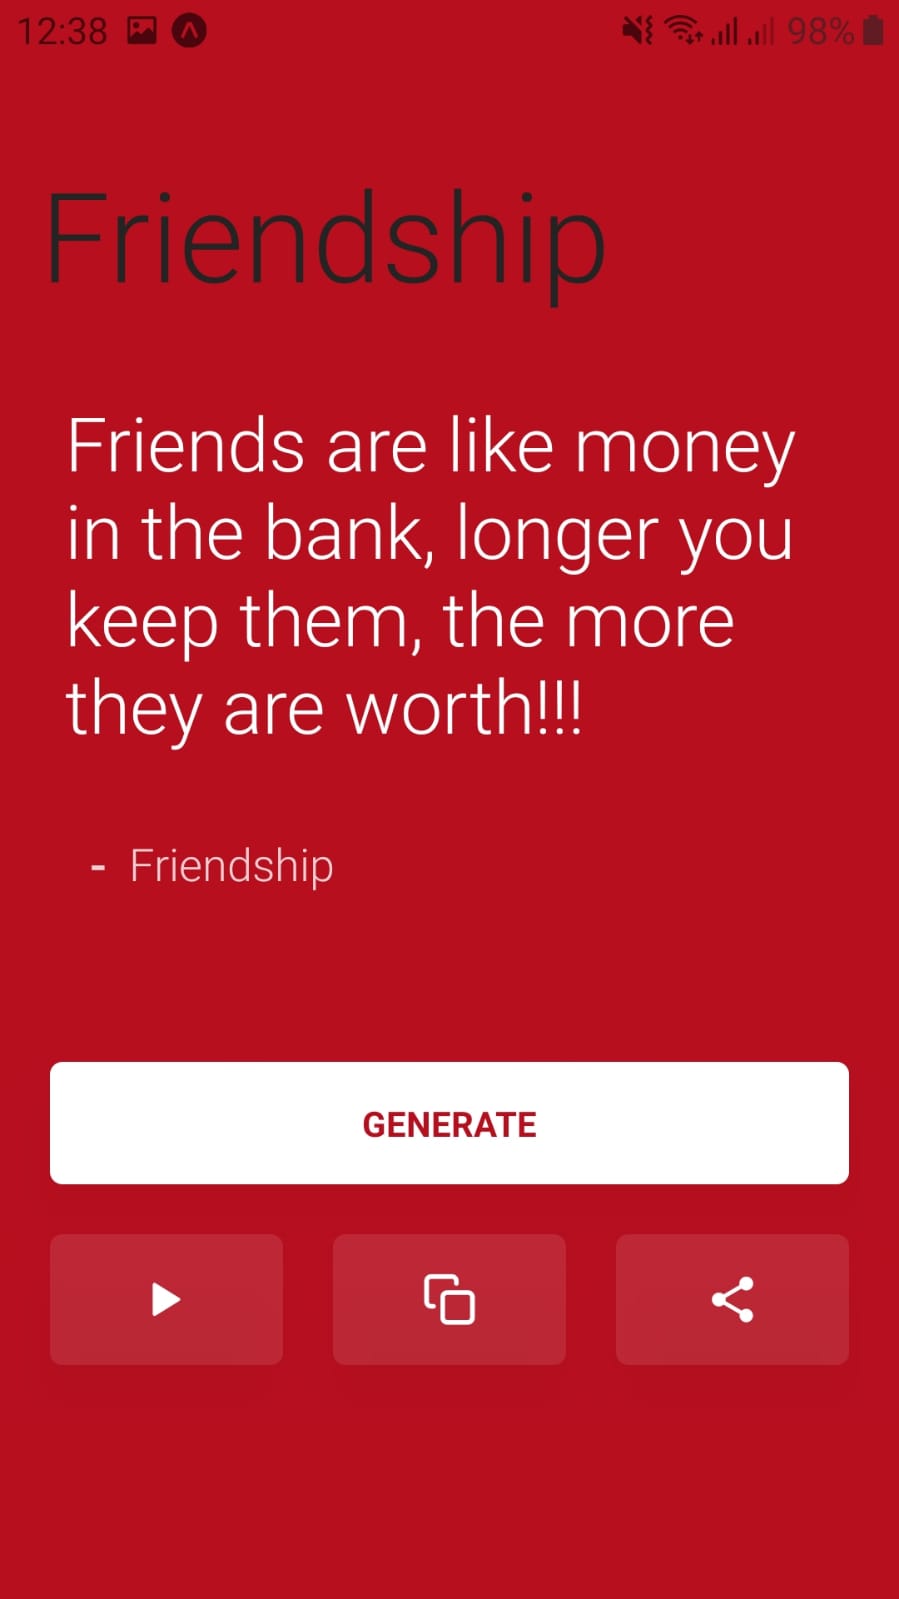 12:38 98%
Friendship
Friends are like money
in the bank, longer you
keep them, the more
they are worth!!!
- Friendship
GENERATE